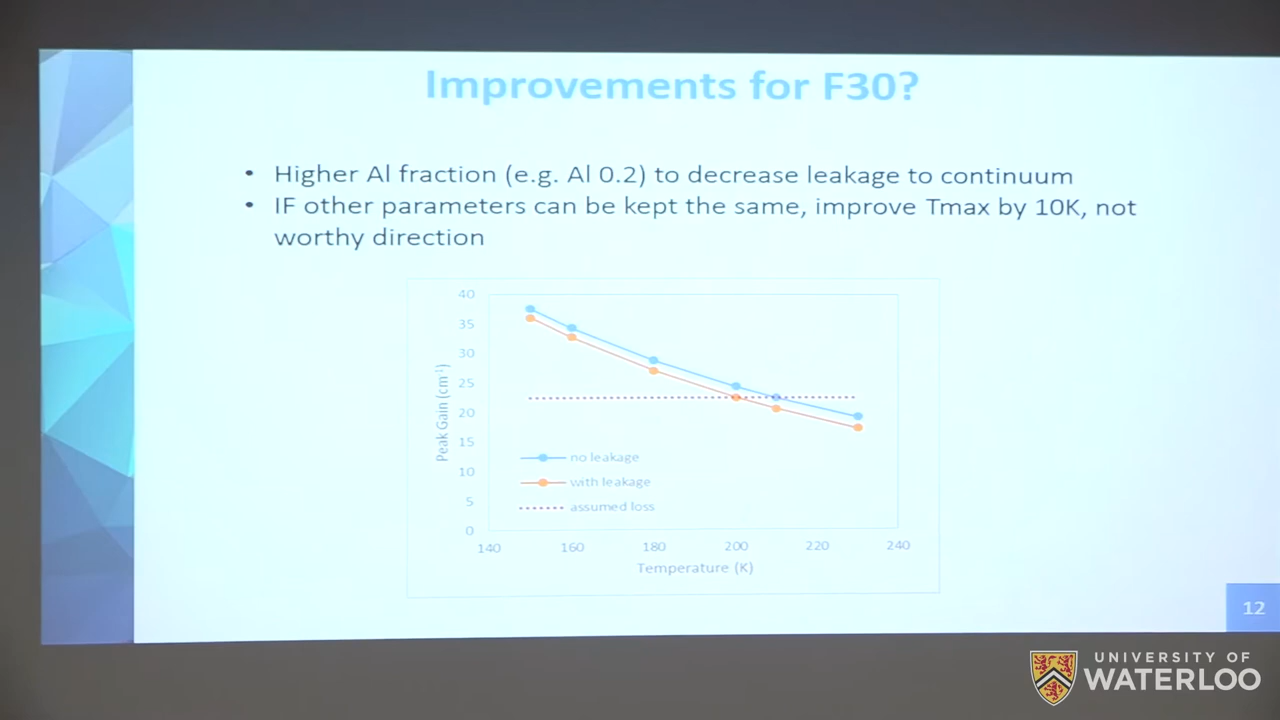 Improvements for F30?
• Higher Al fraction (e.g. Al 0.2) to decrease leakage to continuum
• IF other parameters can be kept the same, improve Tmax by 10K, not
worthy direction
40
35
30
25
20
15
10
5
0
Peak Gain (cm⁻¹)
no leakage
with leakage
assumed loss
140 160 180 200 220 240
Temperature (K)
12
UNIVERSITY OF
WATERLOO